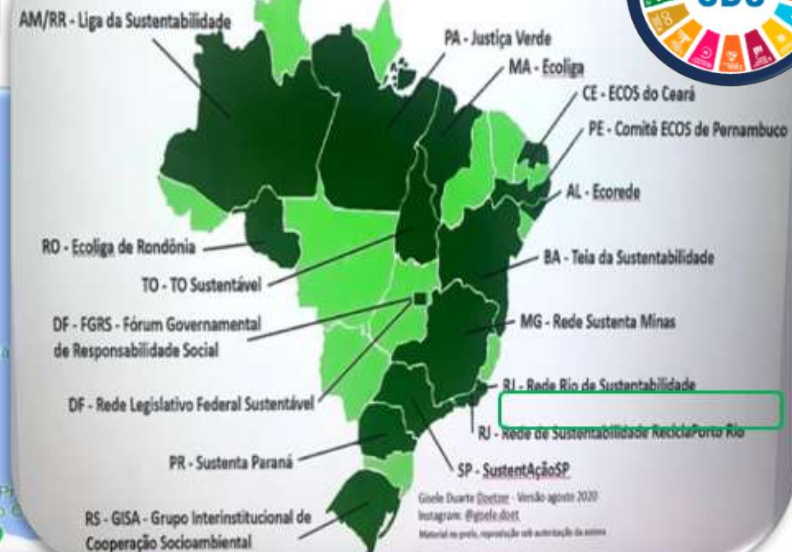 AM/RR - Liga da Sustentabilidade
PA - Justiça Verde
MA - Ecoliga
CE - ECOS do Ceará
PE - Comitê ECOS de Pernambuco
AL - Ecorede
RO - Ecoliga de Rondônia
BA - Teia da Sustentabilidade
TO - TO Sustentável
DF - FGRS - Fórum Governamental
de Responsabilidade Social
MG - Rede Sustenta Minas
RJ - Rede Rio de Sustentabilidade
DF - Rede Legislativo Federal Sustentável
RJ - Rede de Sustentabilidade ReciclaPorto Rio
PR - Sustenta Paraná
SP - SustentAçãoSP
Gisele Duarte Doetzer - Versão agosto 2020
Instagram: @gisele.doet
RS - GISA - Grupo Interinstitucional de
Cooperação Socioambiental